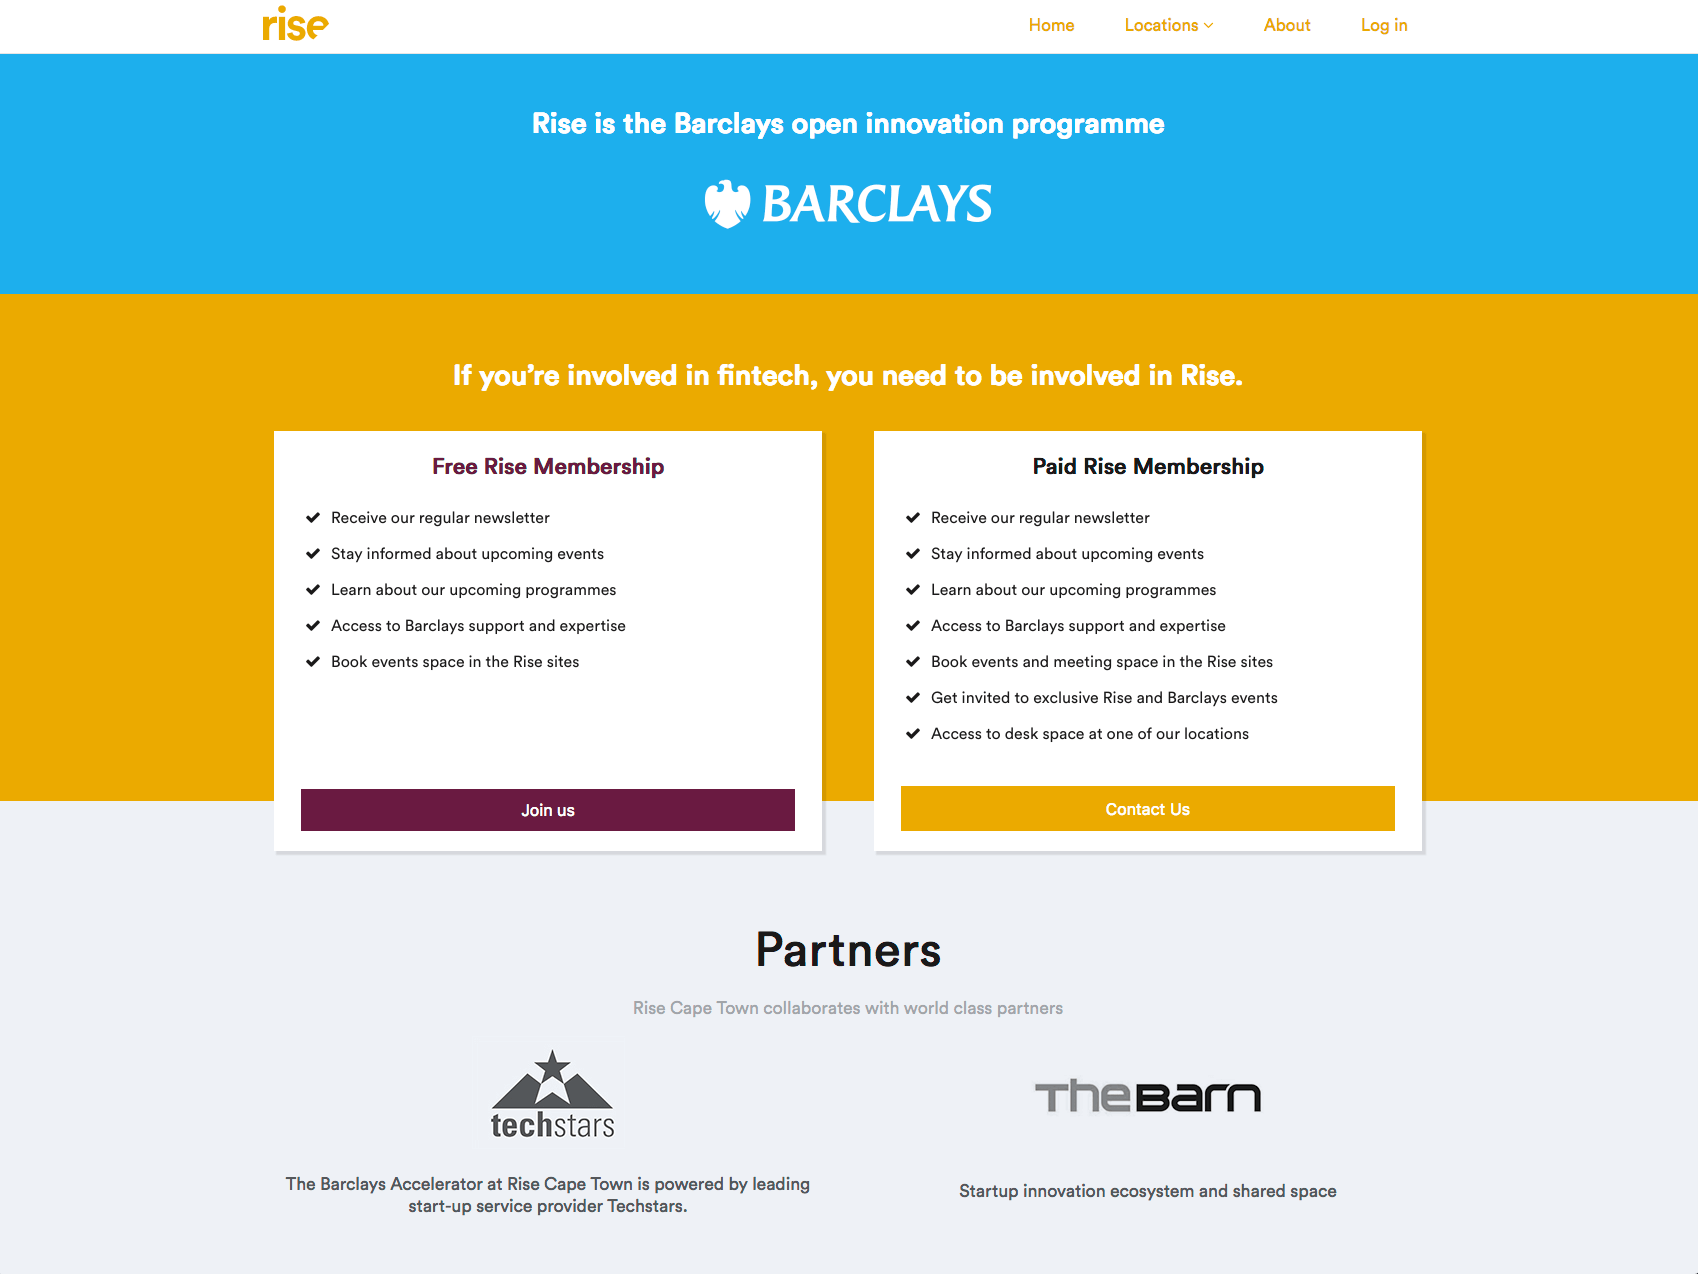 rise
Home
Locations
About
Log in
Rise is the Barclays open innovation programme
BARCLAYS
If you’re involved in fintech, you need to be involved in Rise.
Free Rise Membership
Receive our regular newsletter
Stay informed about upcoming events
Learn about our upcoming programmes
Access to Barclays support and expertise
Book events space in the Rise sites
Join us
Paid Rise Membership
Receive our regular newsletter
Stay informed about upcoming events
Learn about our upcoming programmes
Access to Barclays support and expertise
Book events and meeting space in the Rise sites
Get invited to exclusive Rise and Barclays events
Access to desk space at one of our locations
Contact Us
Partners
Rise Cape Town collaborates with world class partners
techstars
The Barclays Accelerator at Rise Cape Town is powered by leading
start-up service provider Techstars.
TheBarn
Startup innovation ecosystem and shared space